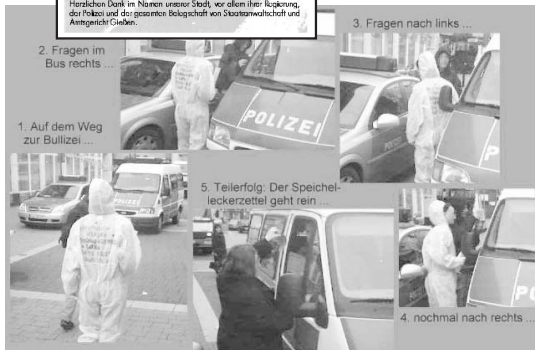 Herzlichen Dank im Namen unserer Stadt, vor allem ihrer Regierung,
der Polizei und der gesamten Belegschaft von Staatsanwaltschaft und
Amtsgericht Gießen.
3. Fragen nach links ...
2. Fragen im
Bus rechts ...
POLIZEI
1. Auf dem Weg
zur Bullizei ...
5. Teilerfolg: Der Speichel-
leckerzettel geht rein ...
4. nochmal nach rechts ...